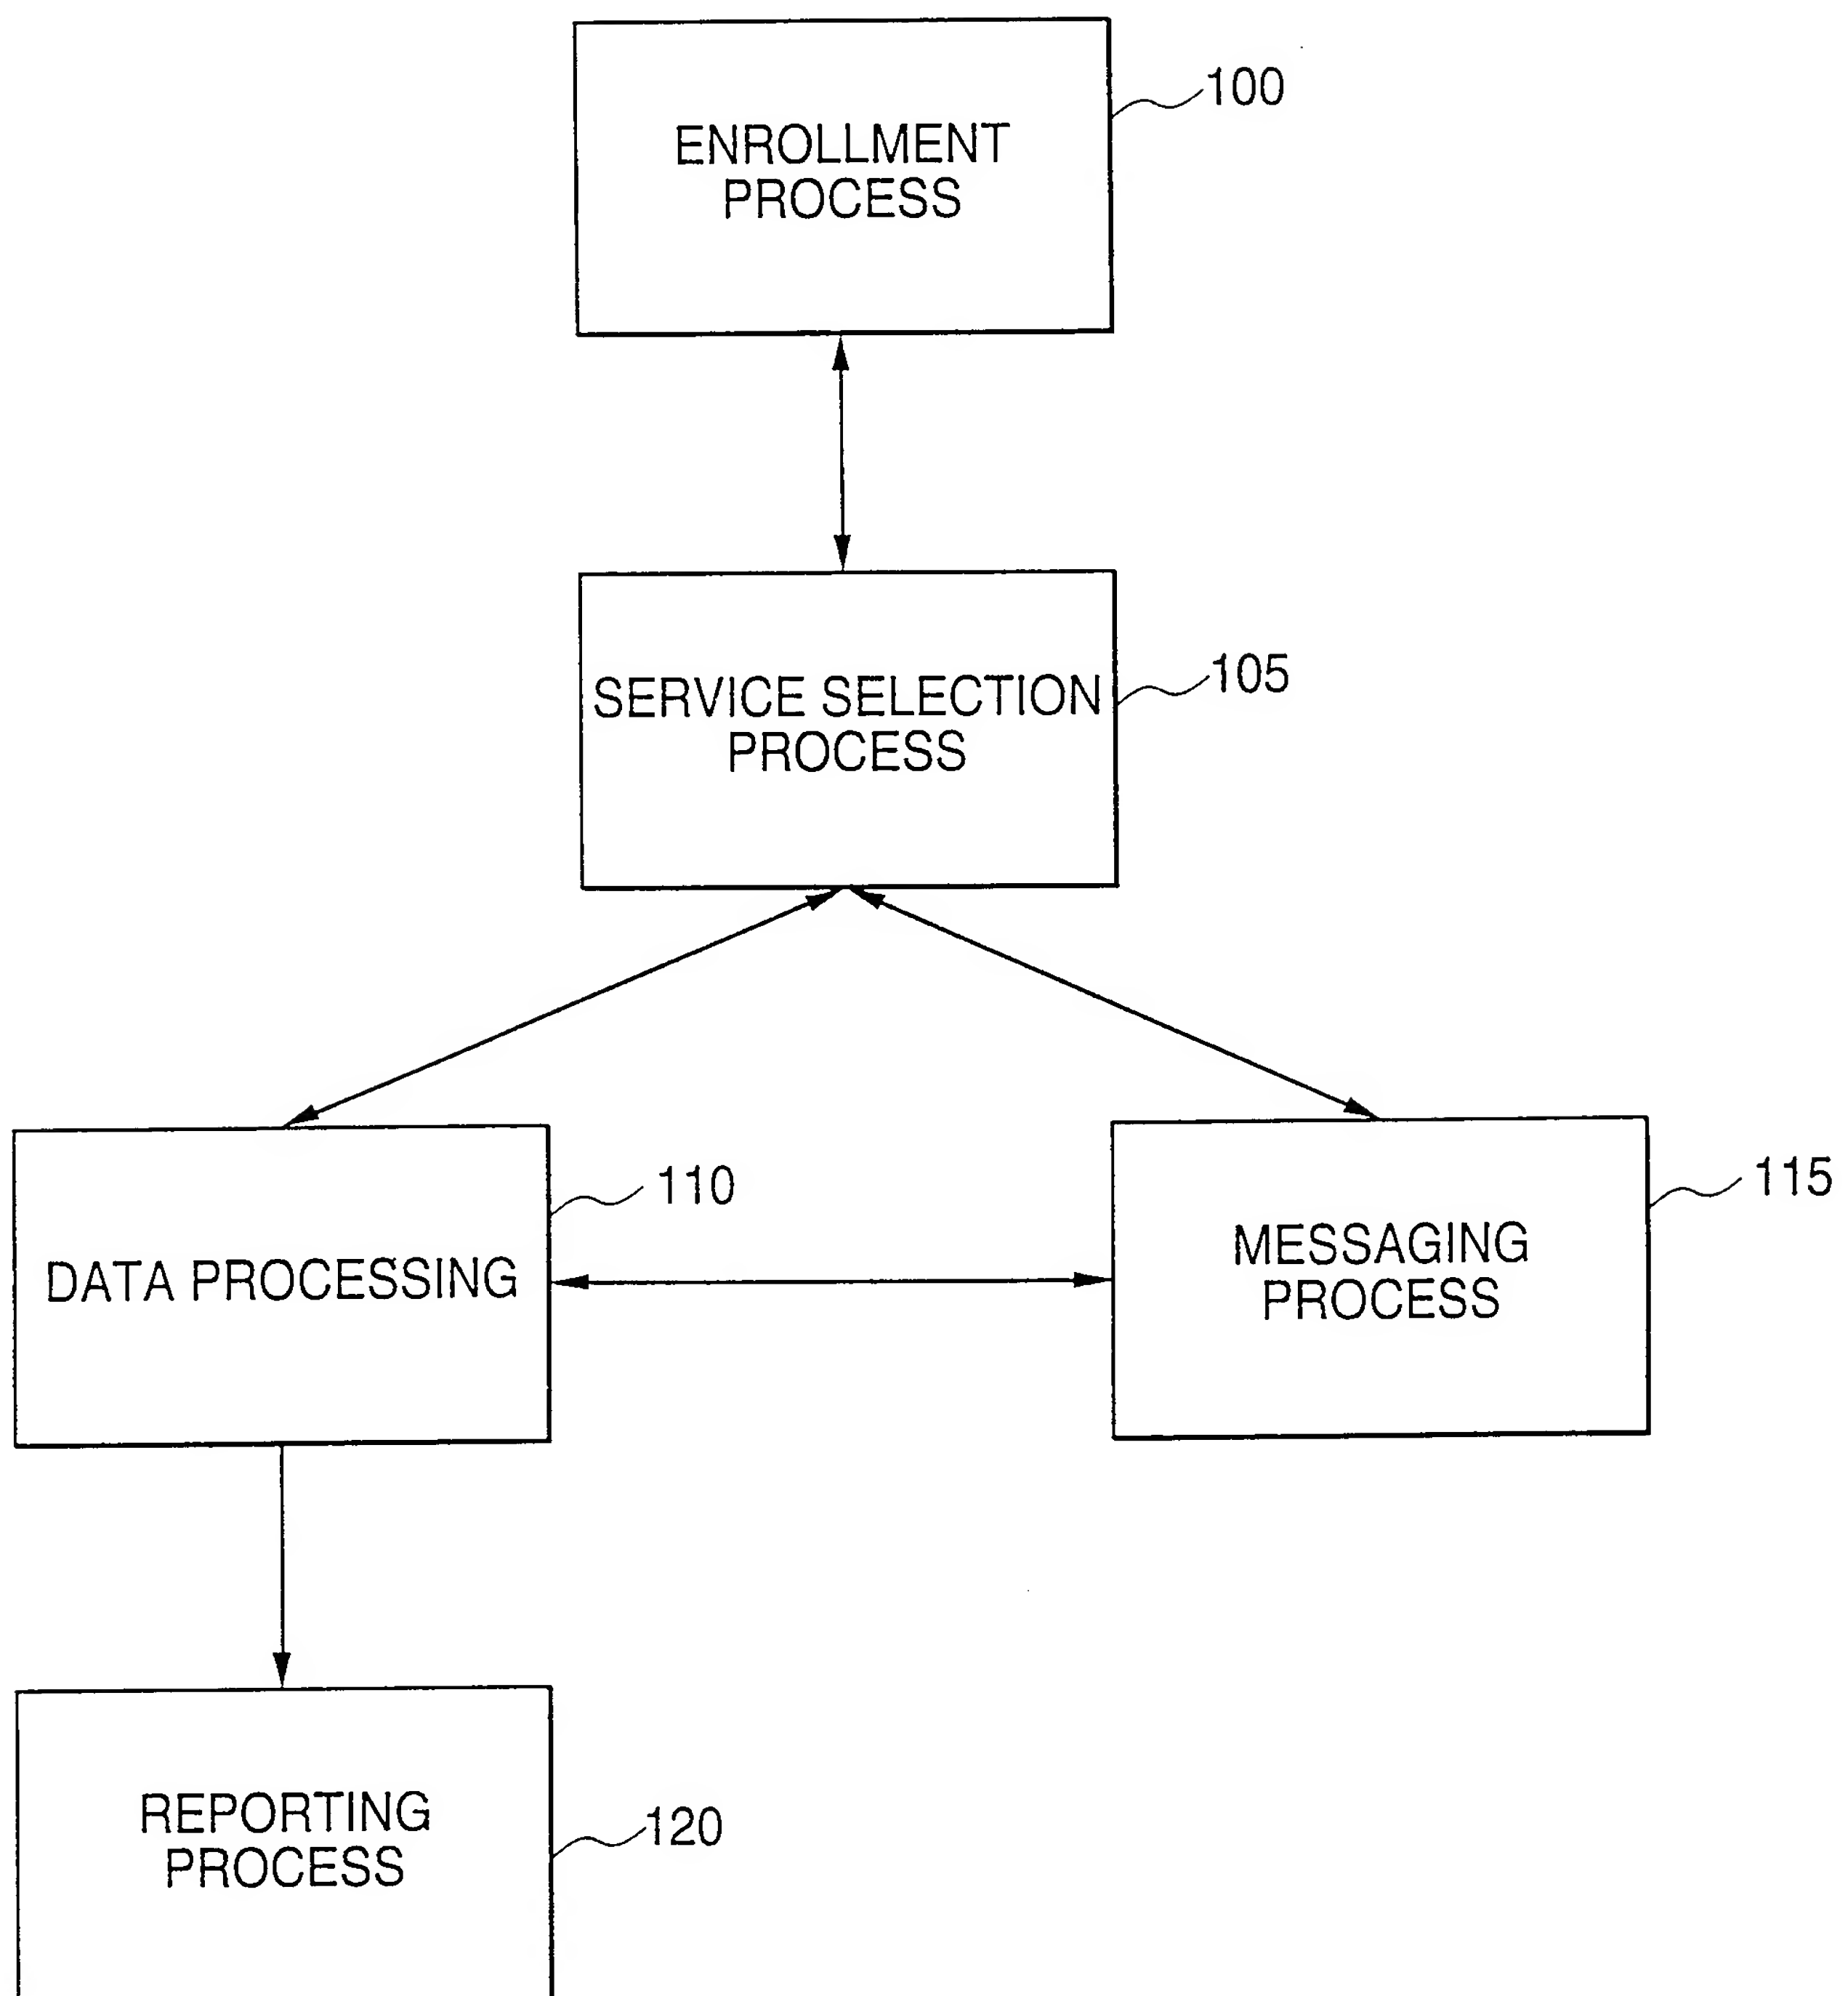 100
ENROLLMENT
PROCESS
105
SERVICE SELECTION
PROCESS
110
DATA PROCESSING
115
MESSAGING
PROCESS
REPORTING
PROCESS
120